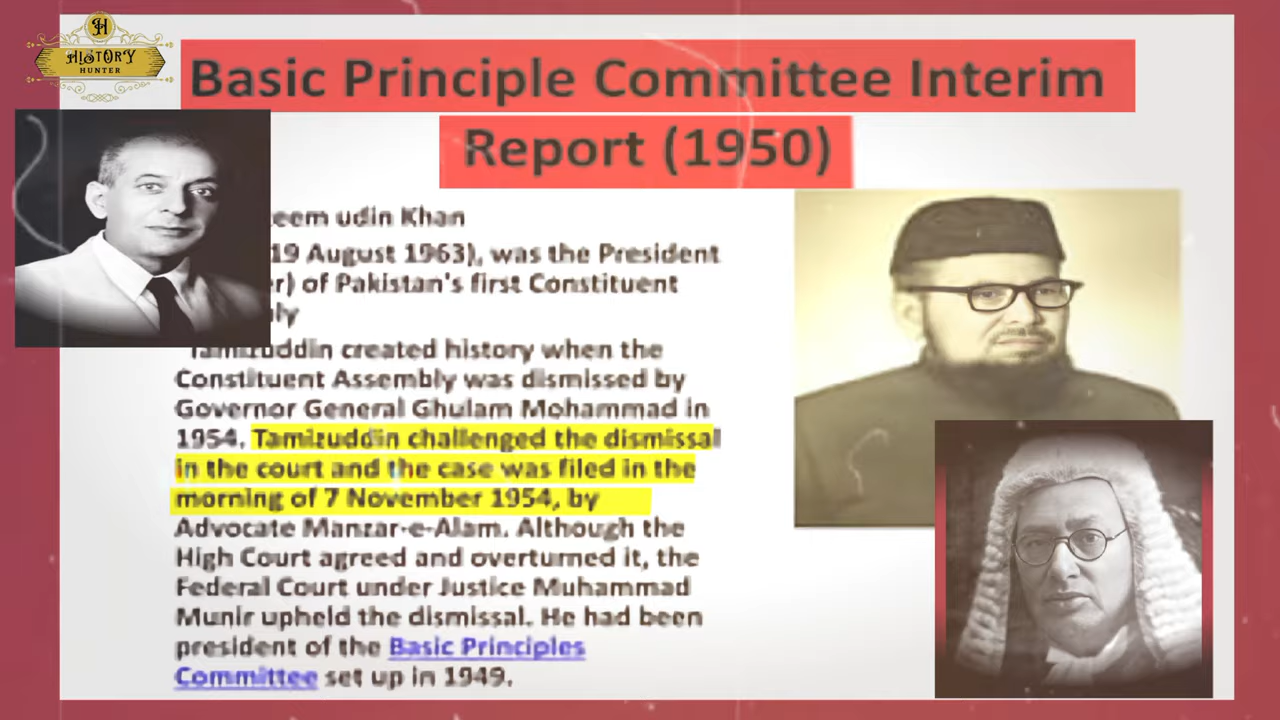 HISTORY
HUNTER
Basic Principle Committee Interim
Report (1950)
eem udin Khan
19 August 1963), was the President
r) of Pakistan's first Constituent
ly
Tamizuddin created history when the
Constituent Assembly was dismissed by
Governor General Ghulam Mohammad in
1954. Tamizuddin challenged the dismissal
in the court and the case was filed in the
morning of 7 November 1954, by
Advocate Manzar-e-Alam. Although the
High Court agreed and overturned it, the
Federal Court under Justice Muhammad
Munir upheld the dismissal. He had been
president of the Basic Principles
Committee set up in 1949.